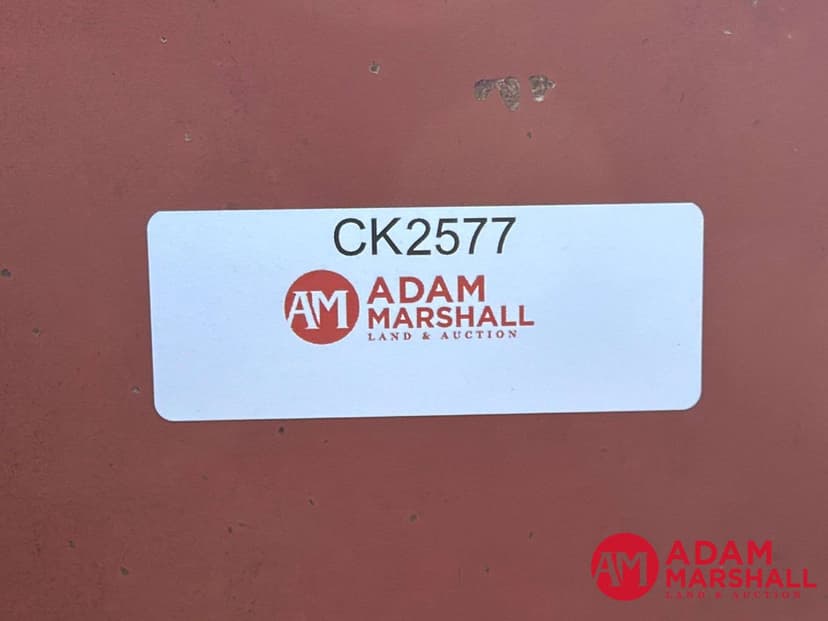 CK2577
AM
ADAM
MARSHALL
LAND & AUCTION
AM
ADAM
MARSHALL
LAND & AUCTION